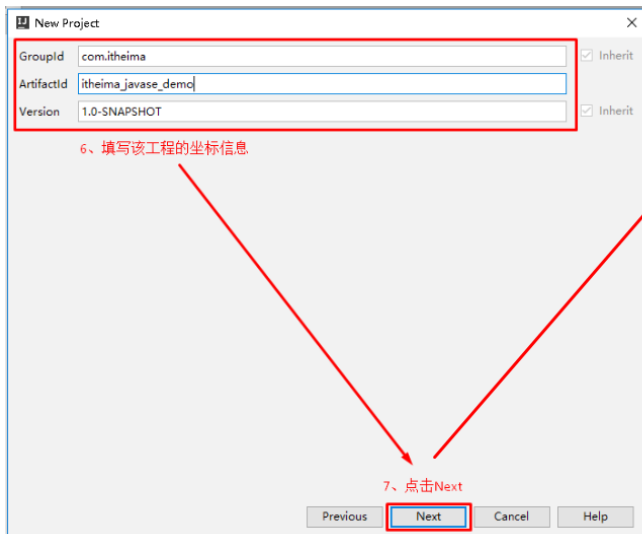 New Project
GroupId com.itheima Inherit
ArtifactId itheima_javase_demo
Version 1.0-SNAPSHOT Inherit
6、填写该工程的坐标信息
7、点击Next
Previous Next Cancel Help